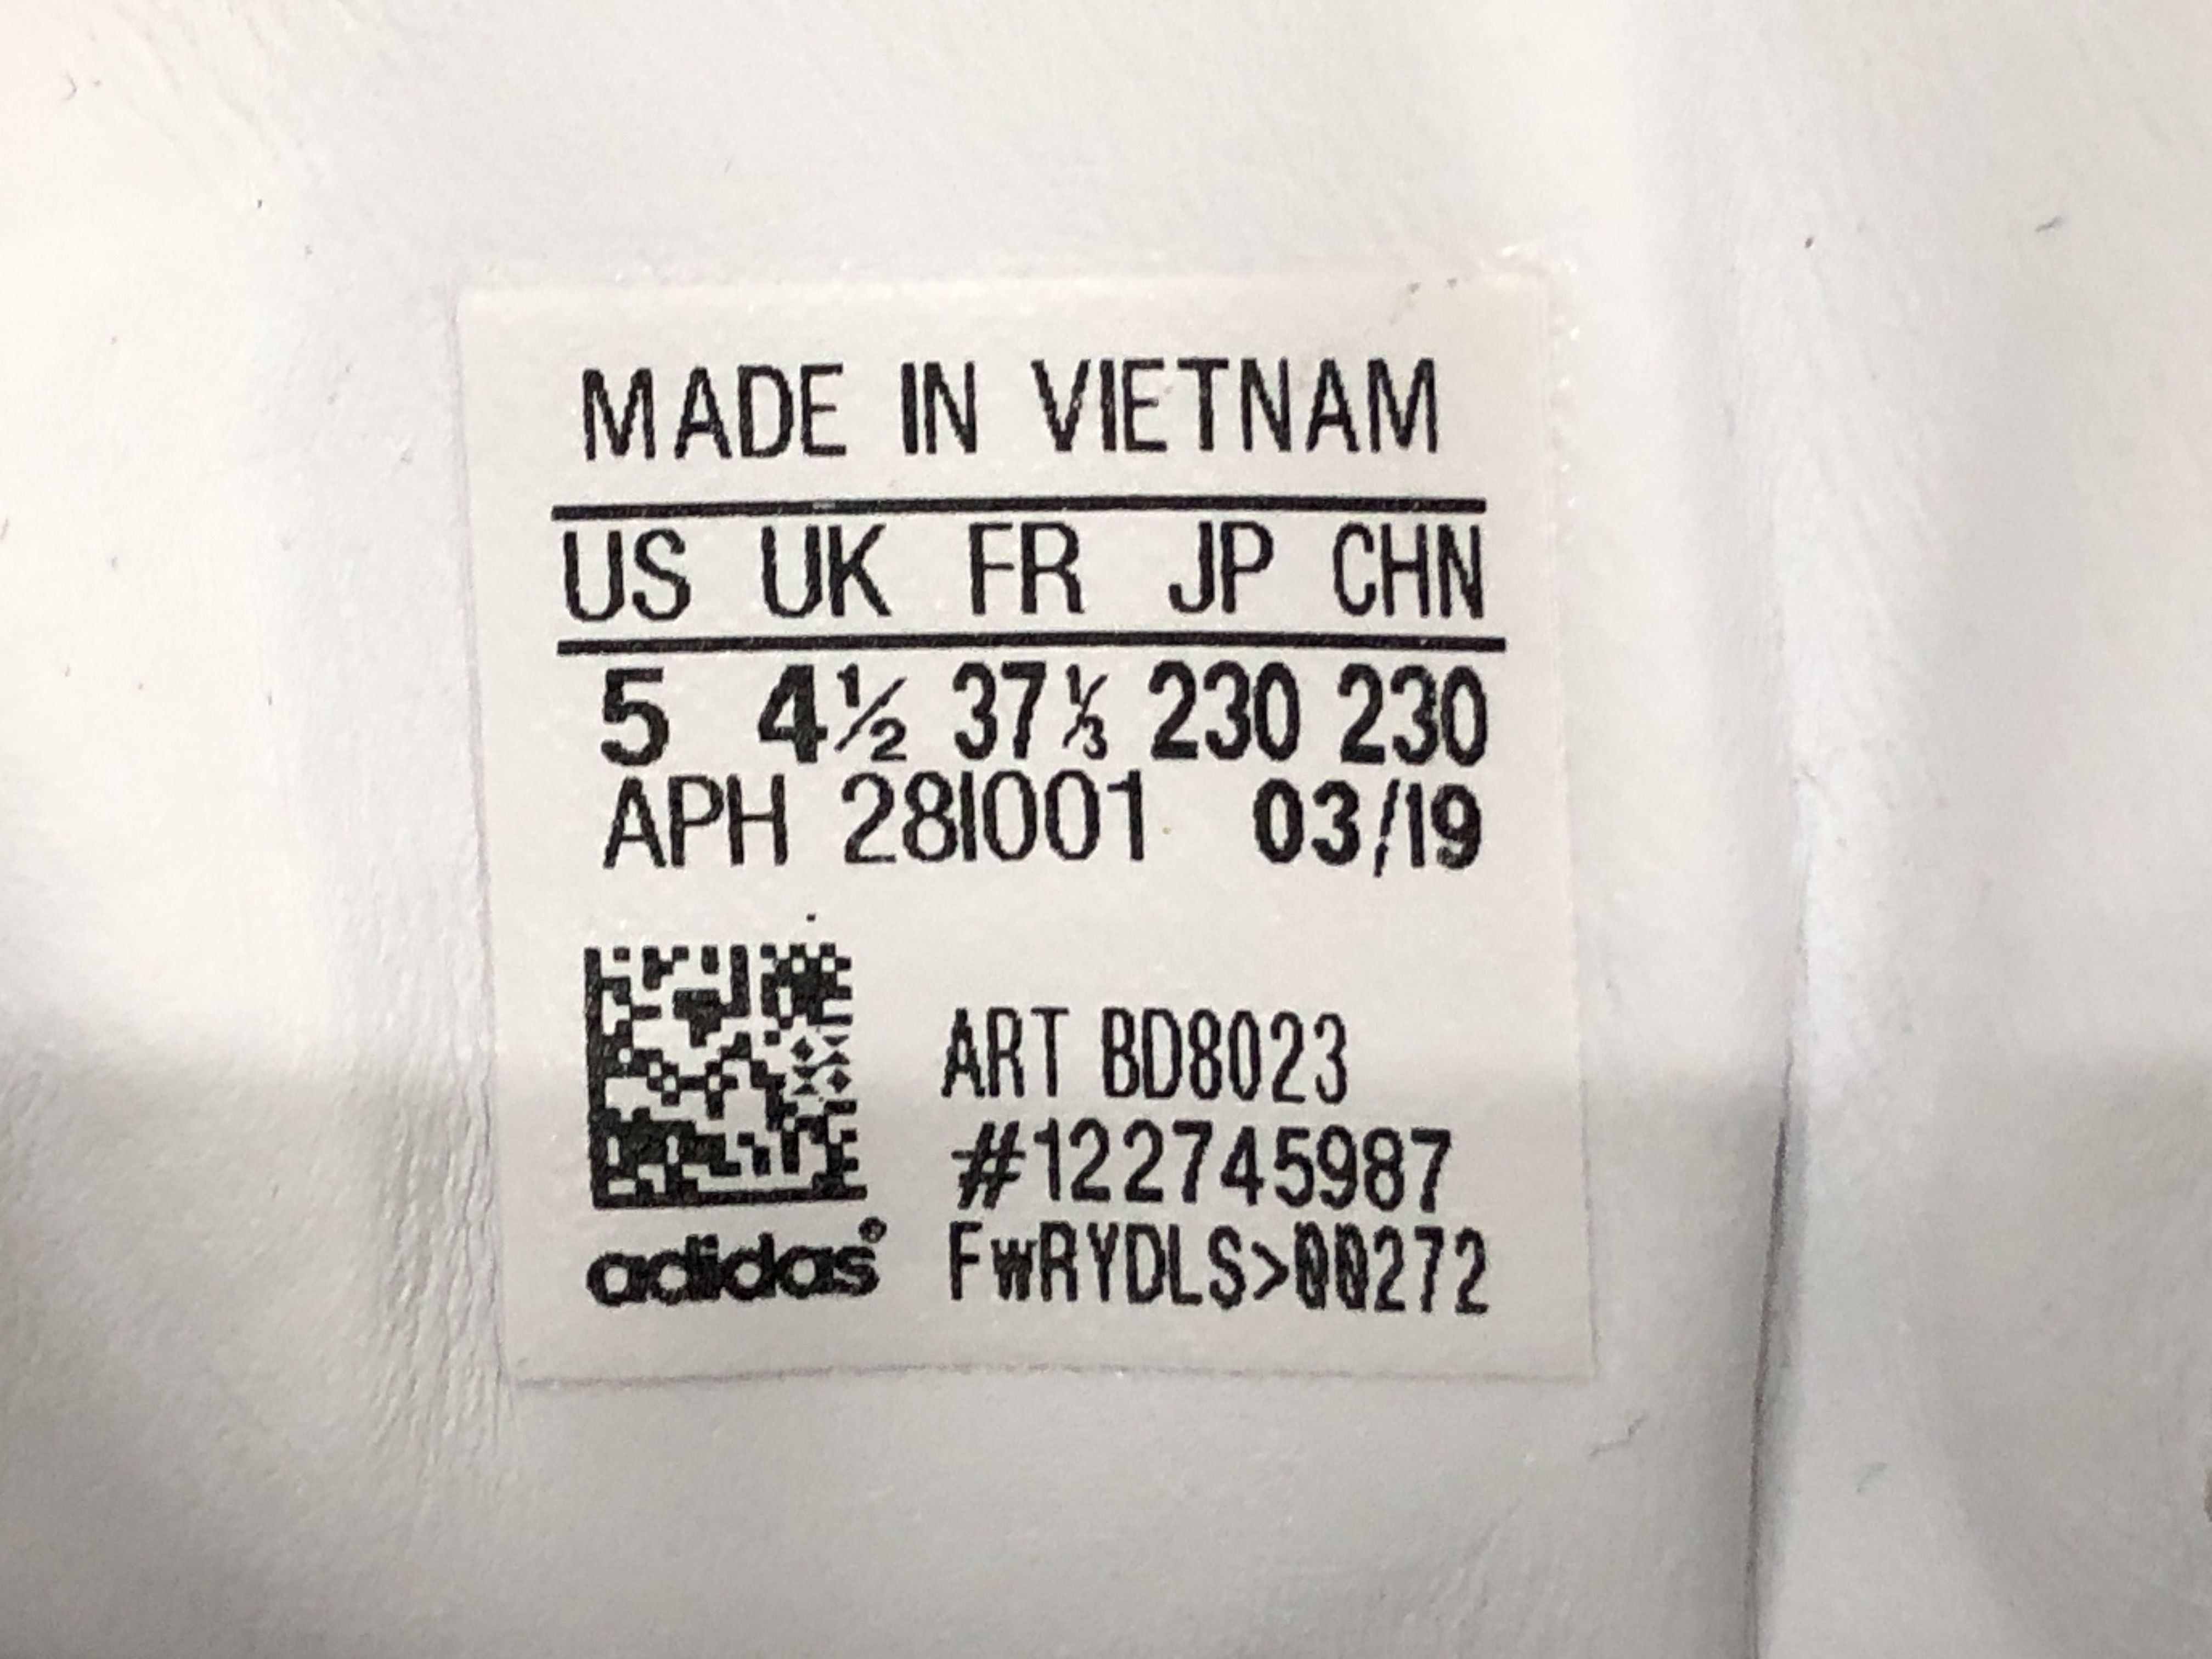 MADE IN VIETNAM
US UK FR JP CHN
5 4½ 37⅓ 230 230
APH 28I001 03/19
ART BD8023
#122745987
adidas® FwRYDLS>00272